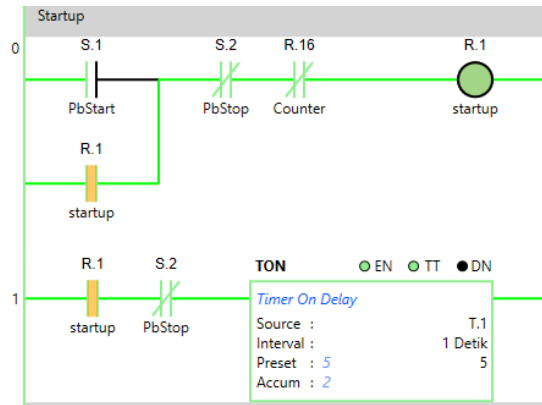 Startup
0
S.1 S.2 R.16 R.1
PbStart PbStop Counter startup
R.1
startup
R.1 S.2 TON EN TT DN
1
Timer On Delay
Source : T.1
startup PbStop Interval : 1 Detik
Preset : 5 5
Accum : 2